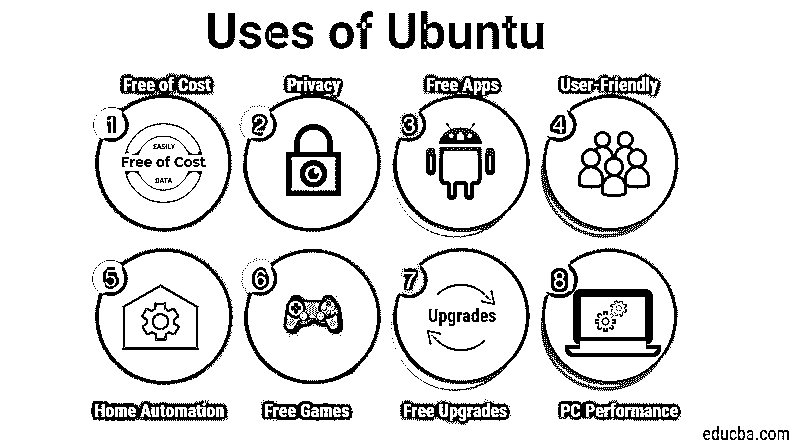 Uses of Ubuntu
Free of Cost
Privacy
Free Apps
User-Friendly
1
EASILY
Free of Cost
DATA
2
3
4
5
6
7
Upgrades
8
Home Automation
Free Games
Free Upgrades
PC Performance
educba.com